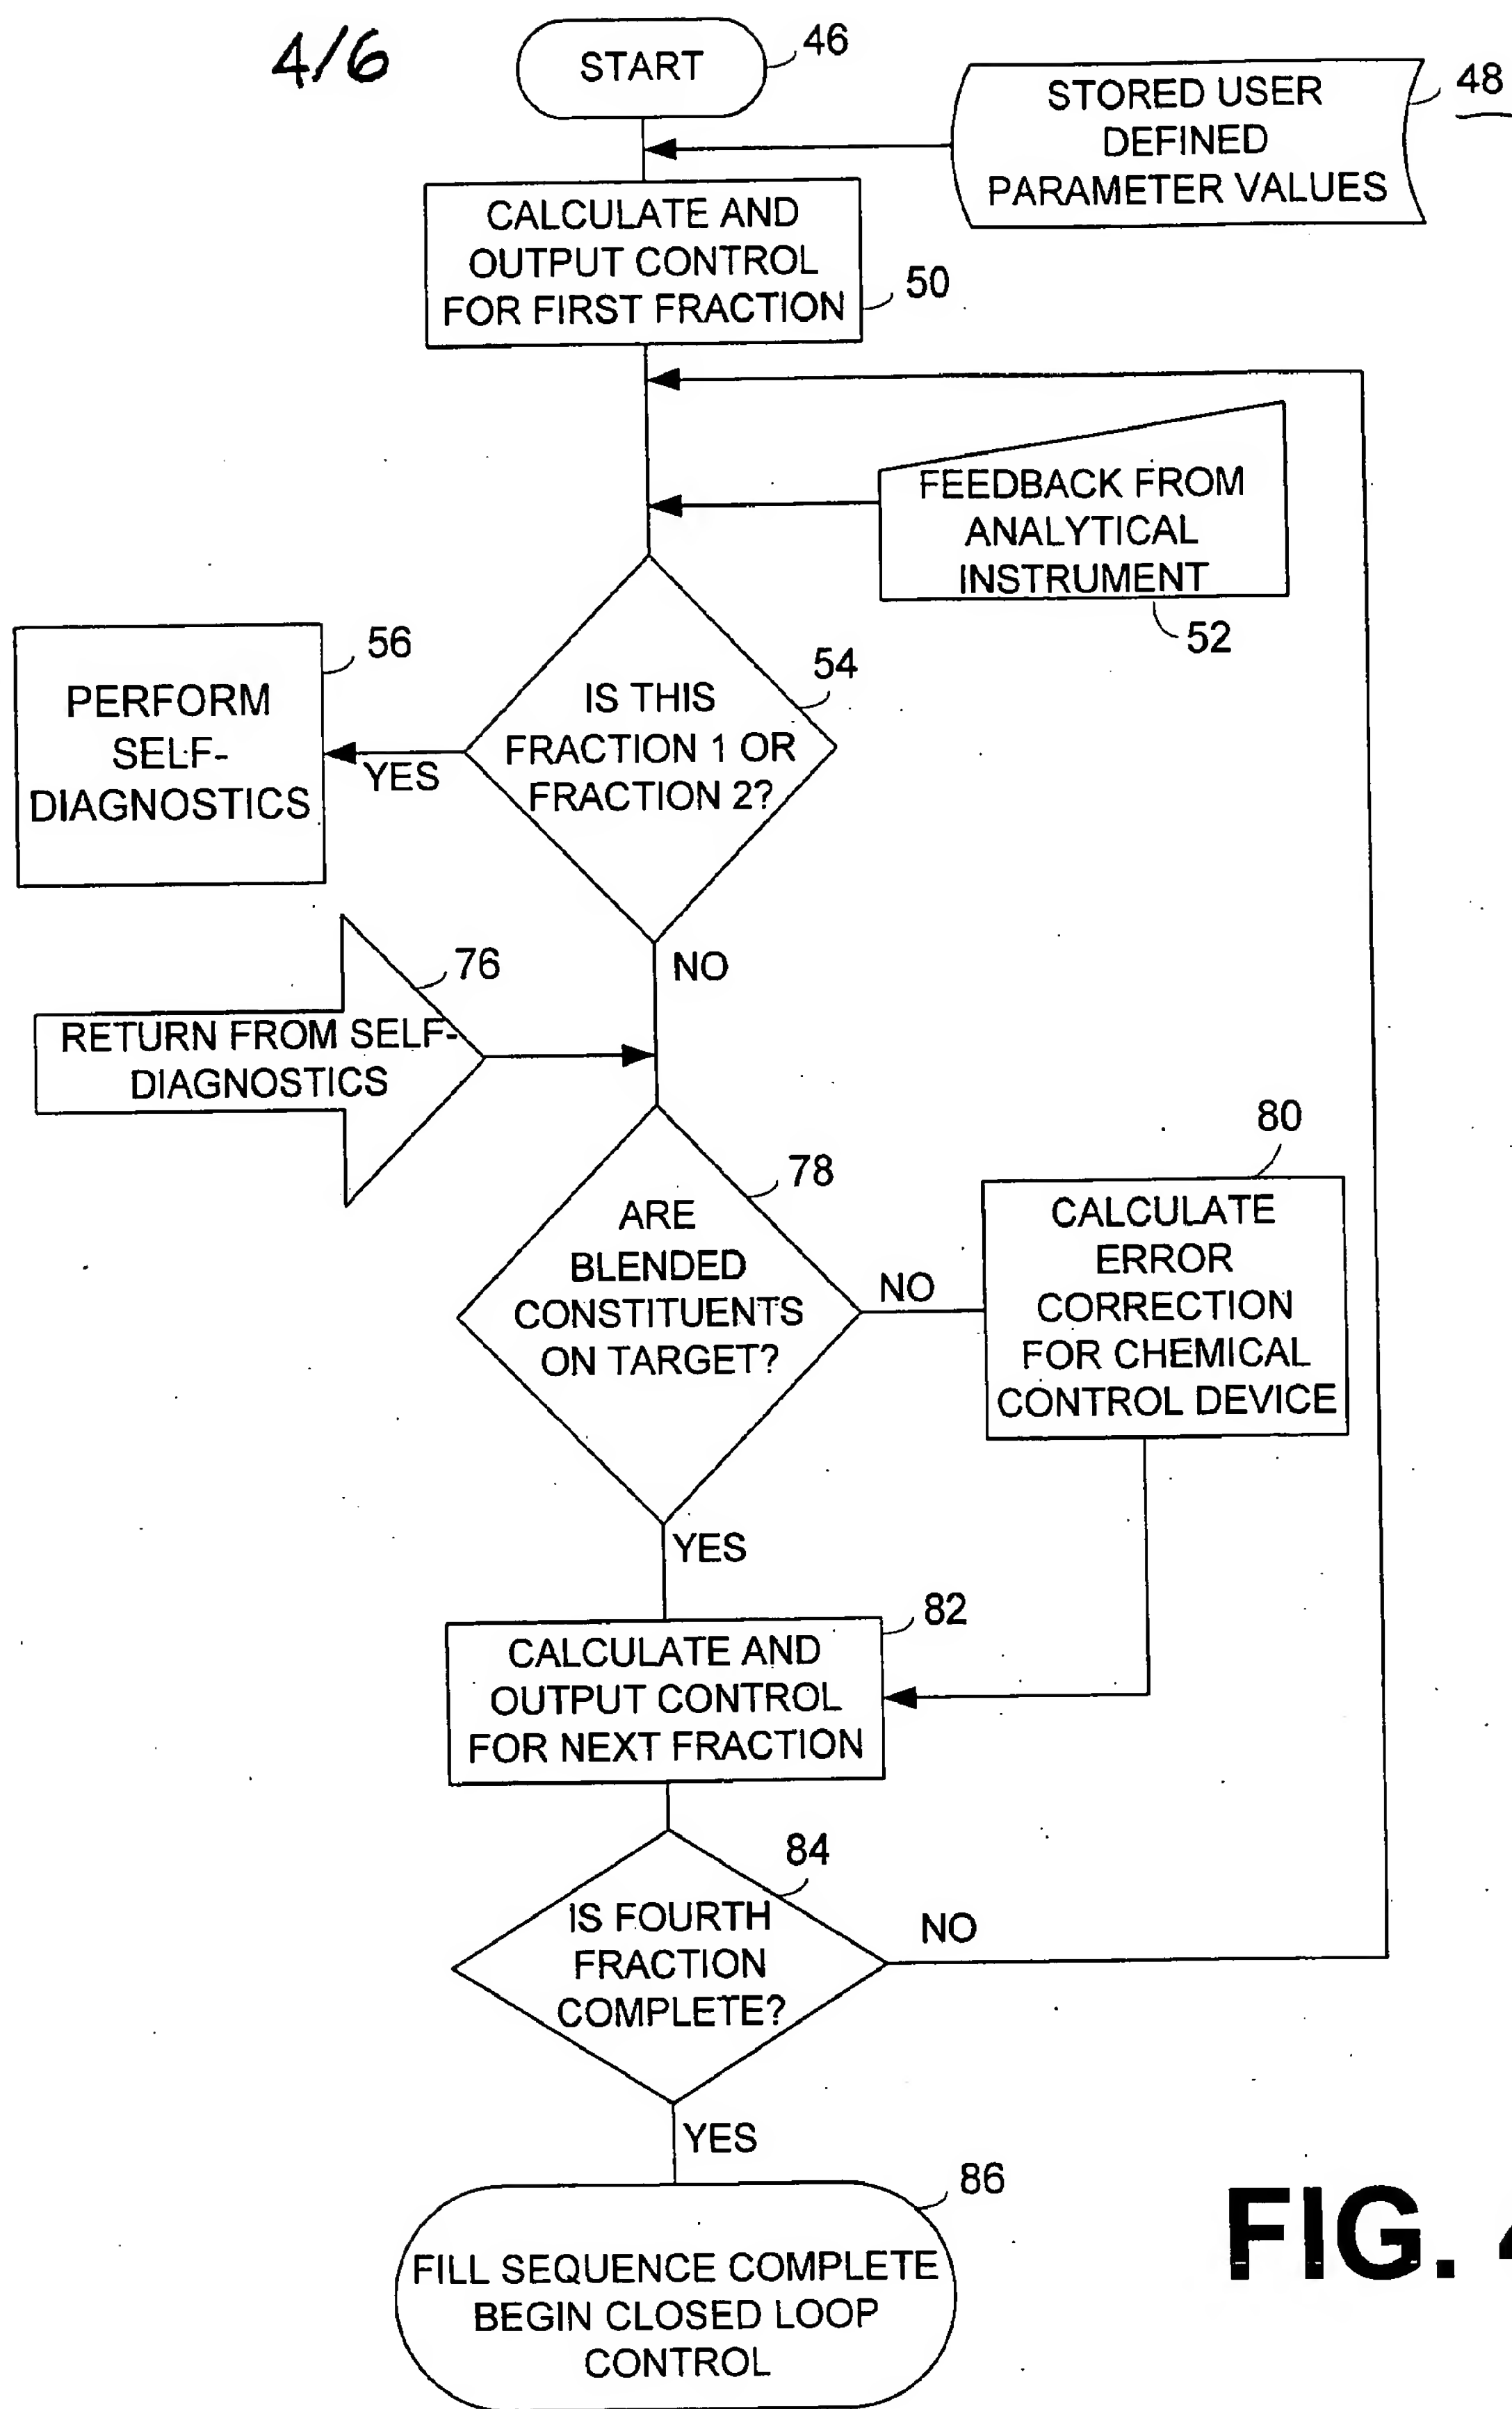 4/6
START
46
STORED USER
DEFINED
PARAMETER VALUES
48
CALCULATE AND
OUTPUT CONTROL
FOR FIRST FRACTION
50
FEEDBACK FROM
ANALYTICAL
INSTRUMENT
52
IS THIS
FRACTION 1 OR
FRACTION 2?
54
YES
PERFORM
SELF-
DIAGNOSTICS
56
NO
RETURN FROM SELF-
DIAGNOSTICS
76
ARE
BLENDED
CONSTITUENTS
ON TARGET?
78
NO
CALCULATE
ERROR
CORRECTION
FOR CHEMICAL
CONTROL DEVICE
80
YES
CALCULATE AND
OUTPUT CONTROL
FOR NEXT FRACTION
82
IS FOURTH
FRACTION
COMPLETE?
84
NO
YES
FILL SEQUENCE COMPLETE
BEGIN CLOSED LOOP
CONTROL
86
FIG. 4